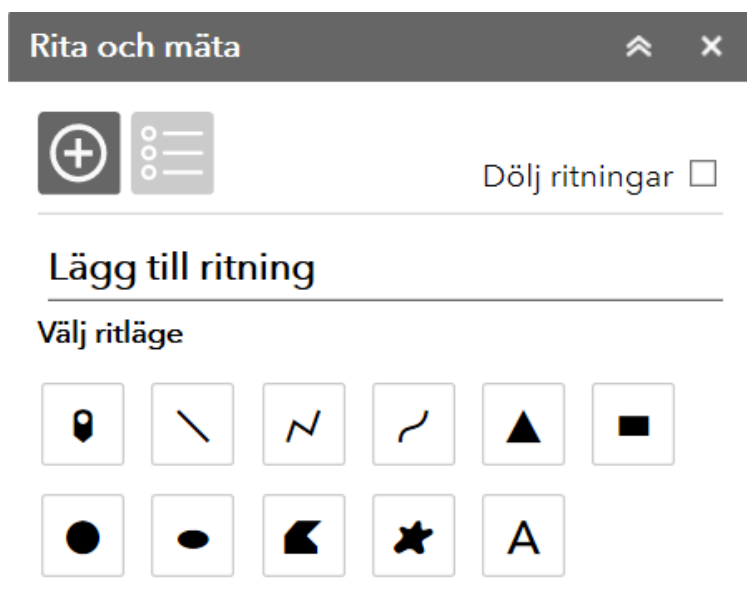 Rita och mäta
Dölj ritningar
Lägg till ritning
Välj ritläge
A